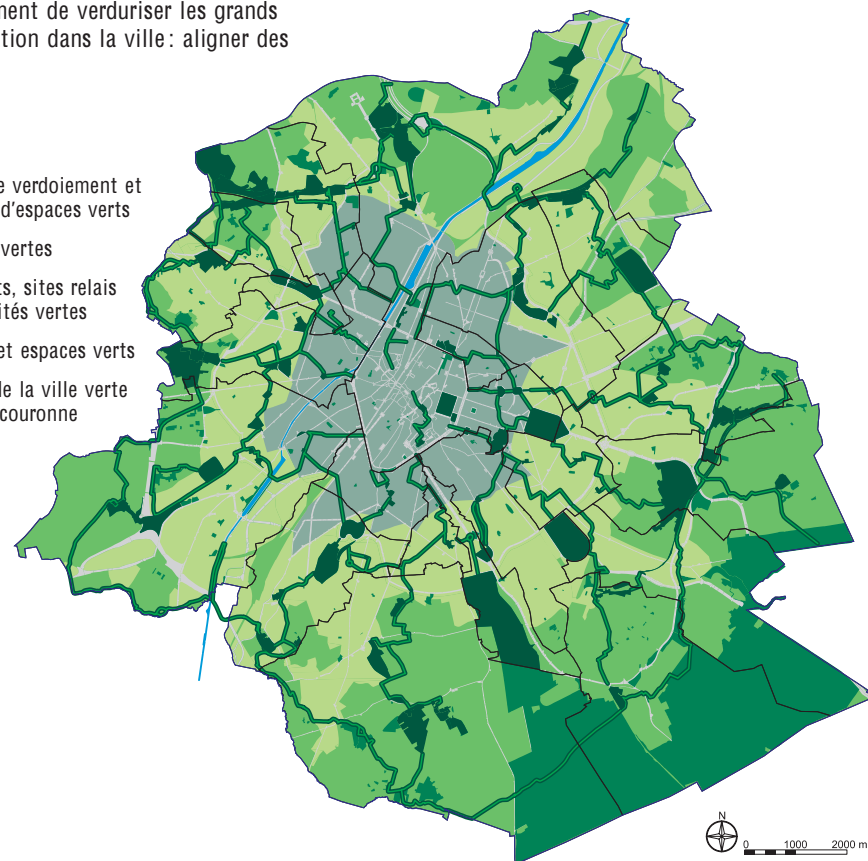 ment de verduriser les grands
tion dans la ville : aligner des
e verdoiement et
d'espaces verts
vertes
ts, sites relais
ités vertes
et espaces verts
de la ville verte
couronne
N
0 1000 2000 m